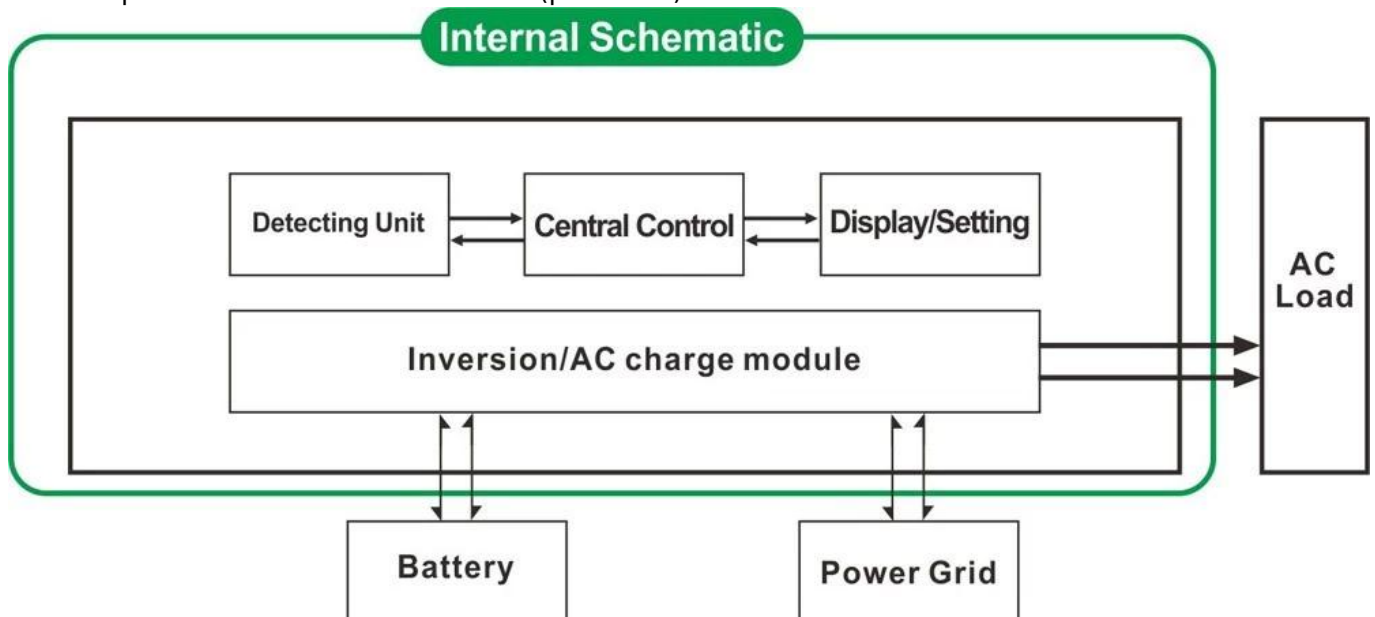 Internal Schematic
Detecting Unit
Central Control
Display/Setting
AC
Load
Inversion/AC charge module
Battery
Power Grid